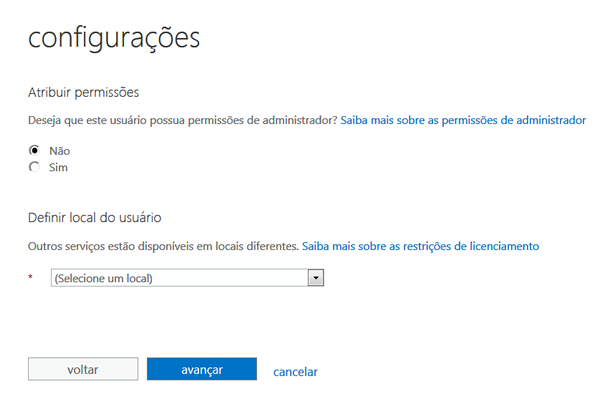 configurações
Atribuir permissões
Deseja que este usuário possua permissões de administrador? Saiba mais sobre as permissões de administrador
Não
Sim
Definir local do usuário
Outros serviços estão disponíveis em locais diferentes. Saiba mais sobre as restrições de licenciamento
* (Selecione um local)
voltar avançar cancelar